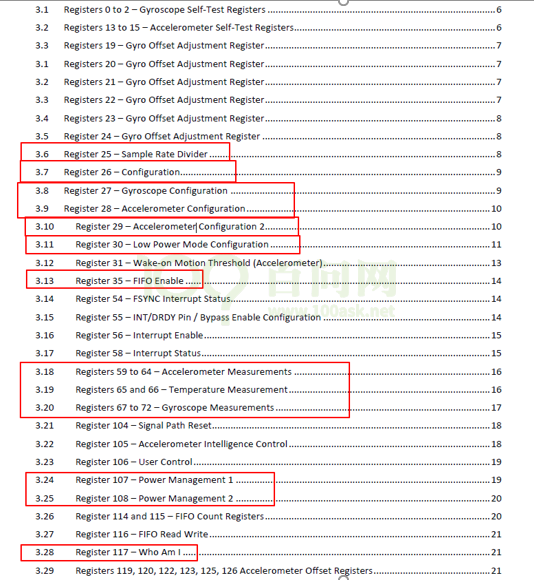 3.1 Registers 0 to 2 – Gyroscope Self-Test Registers ........ 6
3.2 Registers 13 to 15 – Accelerometer Self-Test Registers ........ 6
3.3 Registers 19 – Gyro Offset Adjustment Register ........ 7
3.1 Registers 20 – Gyro Offset Adjustment Register ........ 7
3.2 Registers 21 – Gyro Offset Adjustment Register ........ 7
3.3 Registers 22 – Gyro Offset Adjustment Register ........ 7
3.4 Registers 23 – Gyro Offset Adjustment Register ........ 8
3.5 Register 24 – Gyro Offset Adjustment Register ........ 8
3.6 Register 25 – Sample Rate Divider ........ 8
3.7 Register 26 – Configuration ........ 9
3.8 Register 27 – Gyroscope Configuration ........ 9
3.9 Register 28 – Accelerometer Configuration ........ 10
3.10 Register 29 – Accelerometer Configuration 2 ........ 10
3.11 Register 30 – Low Power Mode Configuration ........ 11
3.12 Register 31 – Wake-on Motion Threshold (Accelerometer) ........ 13
3.13 Register 35 – FIFO Enable ........ 14
3.14 Register 54 – FSYNC Interrupt Status ........ 14
3.15 Register 55 – INT/DRDY Pin / Bypass Enable Configuration ........ 14
3.16 Register 56 – Interrupt Enable ........ 15
3.17 Register 58 – Interrupt Status ........ 15
3.18 Registers 59 to 64 – Accelerometer Measurements ........ 16
3.19 Registers 65 and 66 – Temperature Measurement ........ 16
3.20 Registers 67 to 72 – Gyroscope Measurements ........ 17
3.21 Register 104 – Signal Path Reset ........ 18
3.22 Register 105 – Accelerometer Intelligence Control ........ 18
3.23 Register 106 – User Control ........ 19
3.24 Register 107 – Power Management 1 ........ 19
3.25 Register 108 – Power Management 2 ........ 20
3.26 Register 114 and 115 – FIFO Count Registers ........ 20
3.27 Register 116 – FIFO Read Write ........ 21
3.28 Register 117 – Who Am I ........ 21
3.29 Registers 119, 120, 122, 123, 125, 126 Accelerometer Offset Registers ........ 21
百问网
www.100ask.net